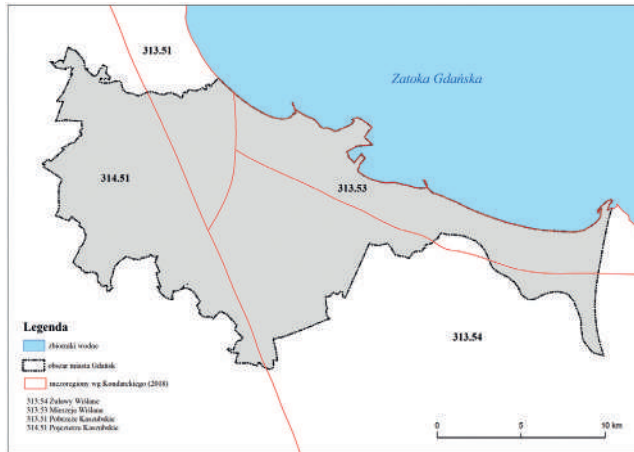 313.51
Zatoka Gdańska
314.51
313.53
313.54
Legenda
zbiorniki wodne
obszar miasta Gdańsk
mezoregiony wg Kondarckiego (2018)
313.54 Żuławy Wiślane
313.53 Mierzeja Wiślana
313.51 Pobrzeże Kaszubskie
314.51 Pojezierze Kaszubskie
0 5 10 km